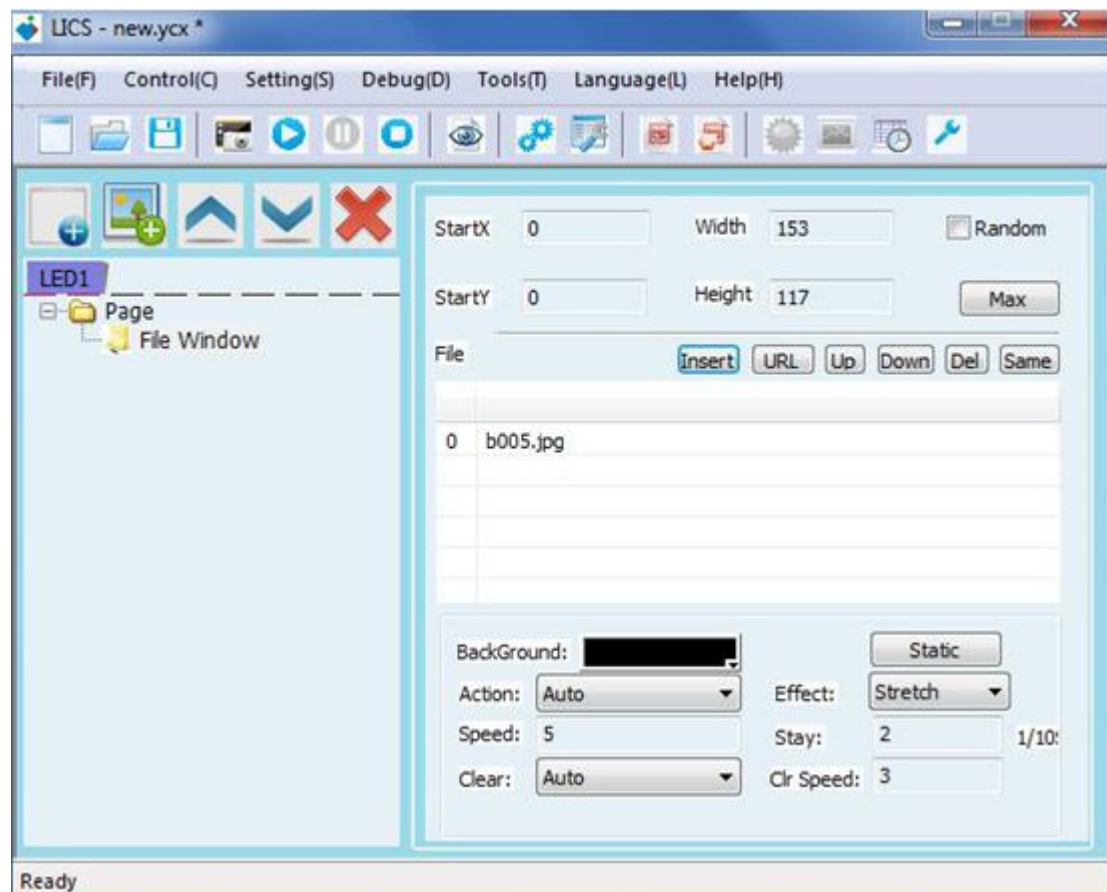 LICS - new.ycx *
File(F) Control(C) Setting(S) Debug(D) Tools(T) Language(L) Help(H)
StartX 0 Width 153 Random
LED1
StartY 0 Height 117 Max
Page
File Window
File Insert URL Up Down Del Same
0 b005.jpg
BackGround: Static
Action: Auto Effect: Stretch
Speed: 5 Stay: 2 1/10
Clear: Auto Clr Speed: 3
Ready